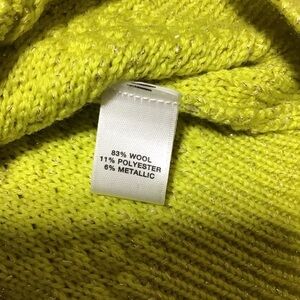 83% WOOL
11% POLYESTER
6% METALLIC